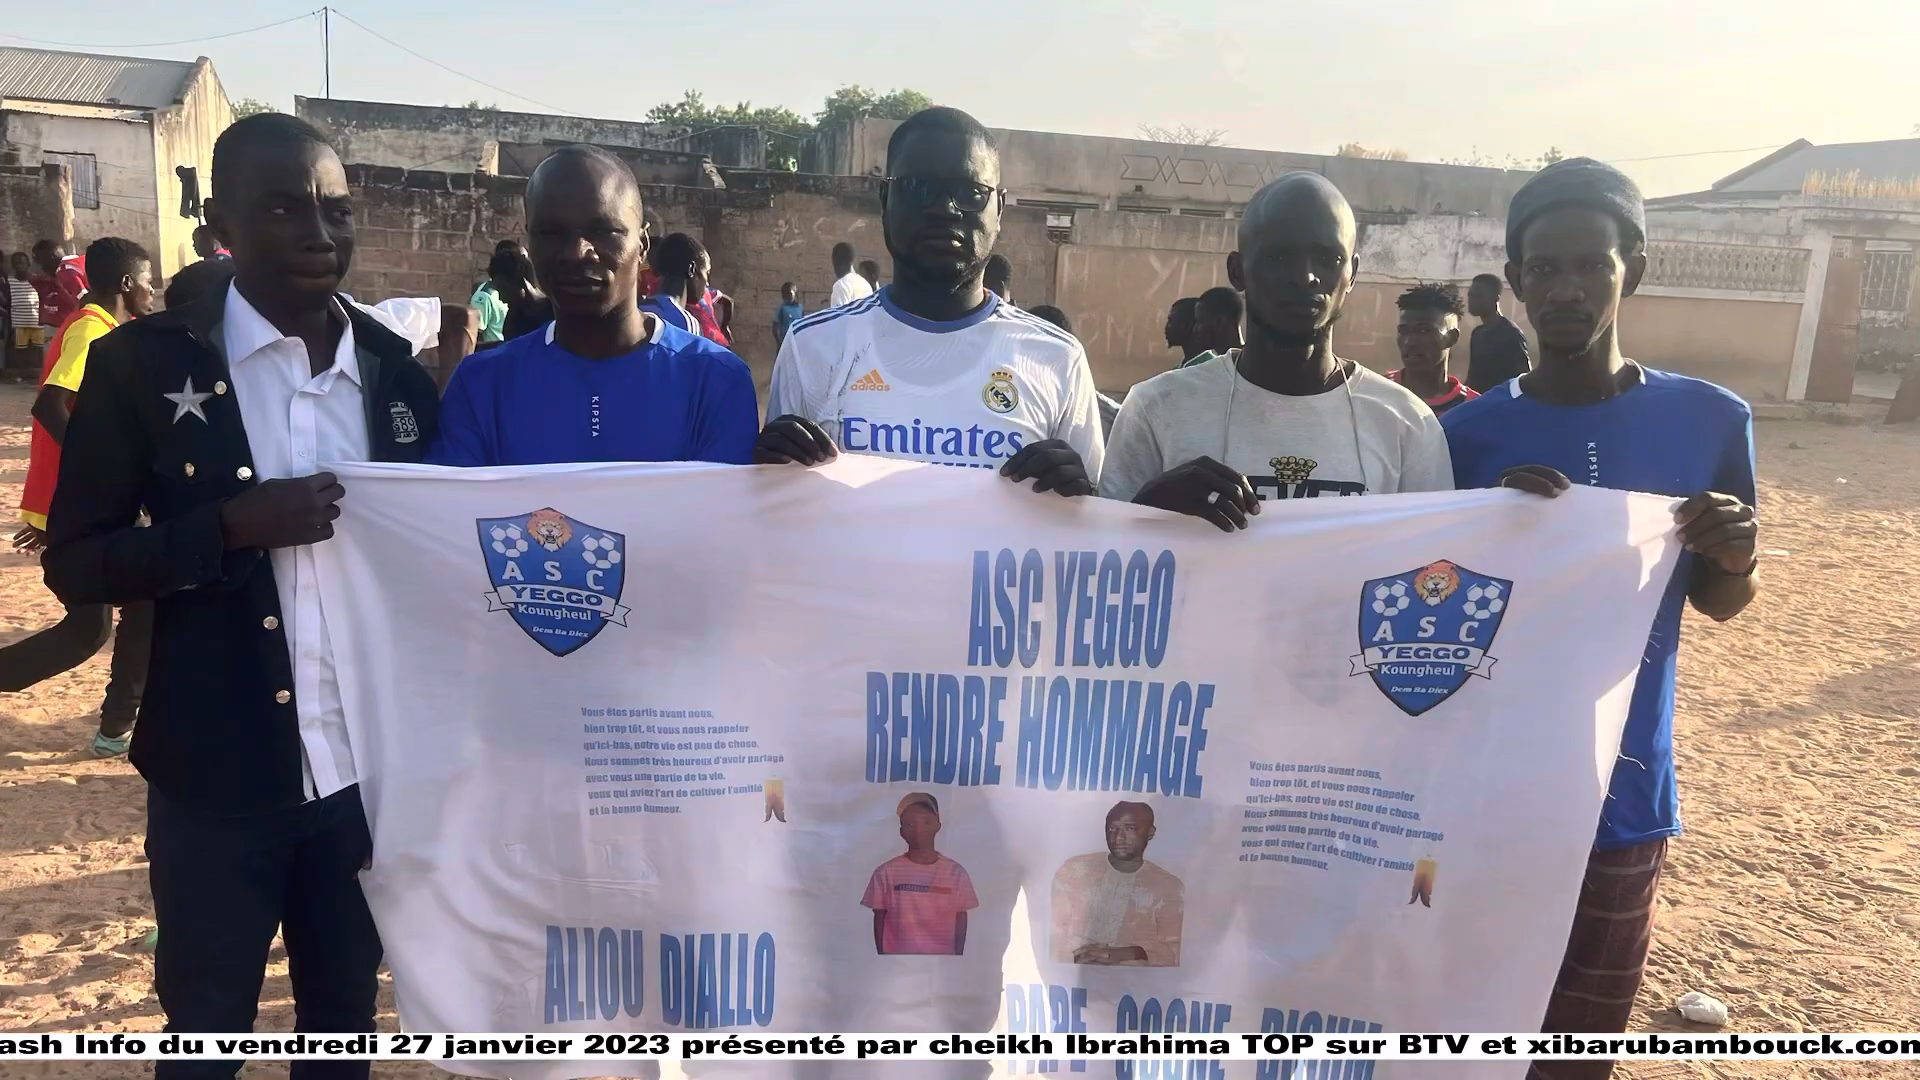 KIPSTA
adidas
Emirates
KIPSTA
A S C
YEGGO
Koungheul
Dem Ba Diex
ASC YEGGO
RENDRE HOMMAGE
A S C
YEGGO
Koungheul
Dem Ba Diex
Vous êtes partis avant nous,
bien trop tôt, et vous nous rappeler
qu'ici-bas, notre vie est peu de chose.
Nous sommes très heureux d'avoir partagé
avec vous une partie de ta vie.
vous qui aviez l'art de cultiver l'amitié
et la bonne humeur.
Vous êtes partis avant nous,
bien trop tôt, et vous nous rappeler
qu'ici-bas, notre vie est peu de chose.
Nous sommes très heureux d'avoir partagé
avec vous une partie de ta vie.
vous qui aviez l'art de cultiver l'amitié
et la bonne humeur.
ALIOU DIALLO
PAPE GOGNE
ash Info du vendredi 27 janvier 2023 présenté par cheikh Ibrahima TOP sur BTV et xibarubambouck.com